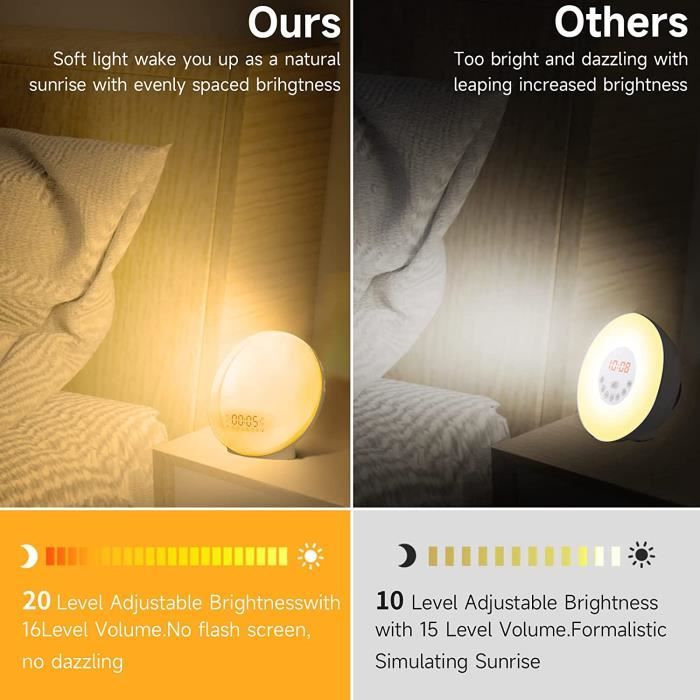 Ours
Soft light wake you up as a natural
sunrise with evenly spaced brihgtness
00:05
20 Level Adjustable Brightnesswith
16Level Volume.No flash screen,
no dazzling
Others
Too bright and dazzling with
leaping increased brightness
10:08
10 Level Adjustable Brightness
with 15 Level Volume.Formalistic
Simulating Sunrise